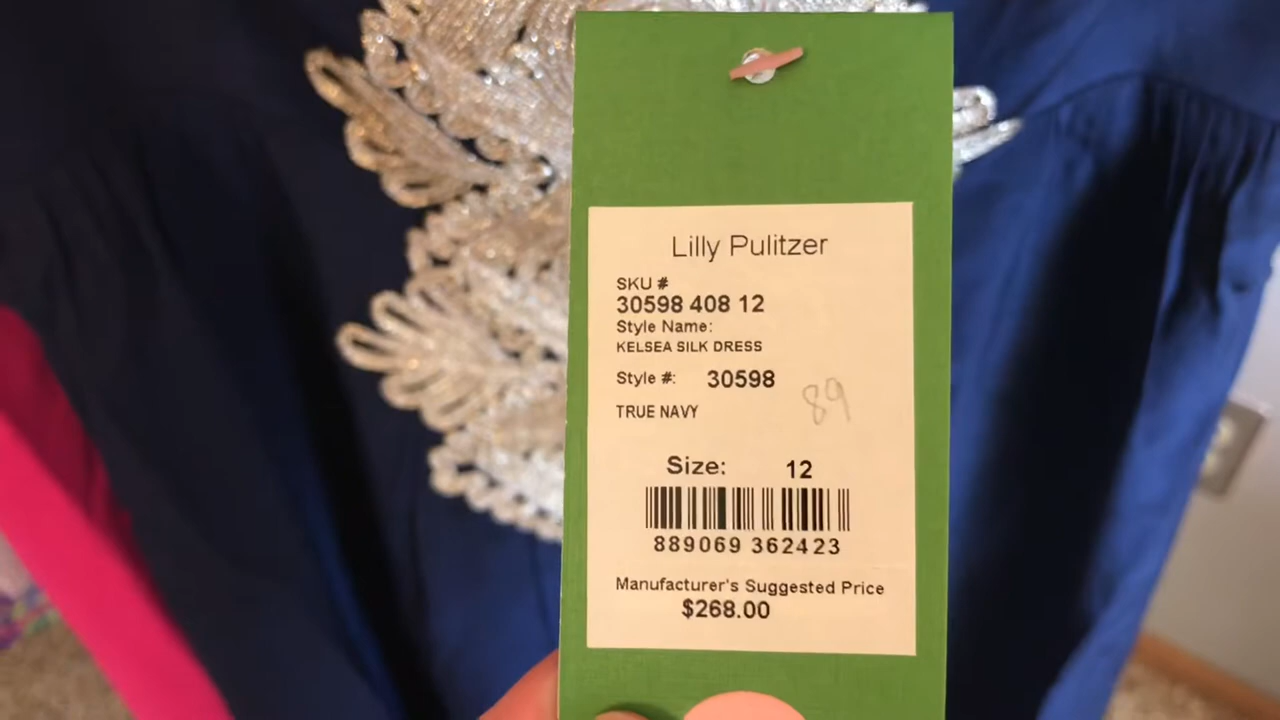 Lilly Pulitzer
SKU #
30598 408 12
Style Name:
KELSEA SILK DRESS
Style #: 30598
89
TRUE NAVY
Size: 12
889069 362423
Manufacturer's Suggested Price
$268.00